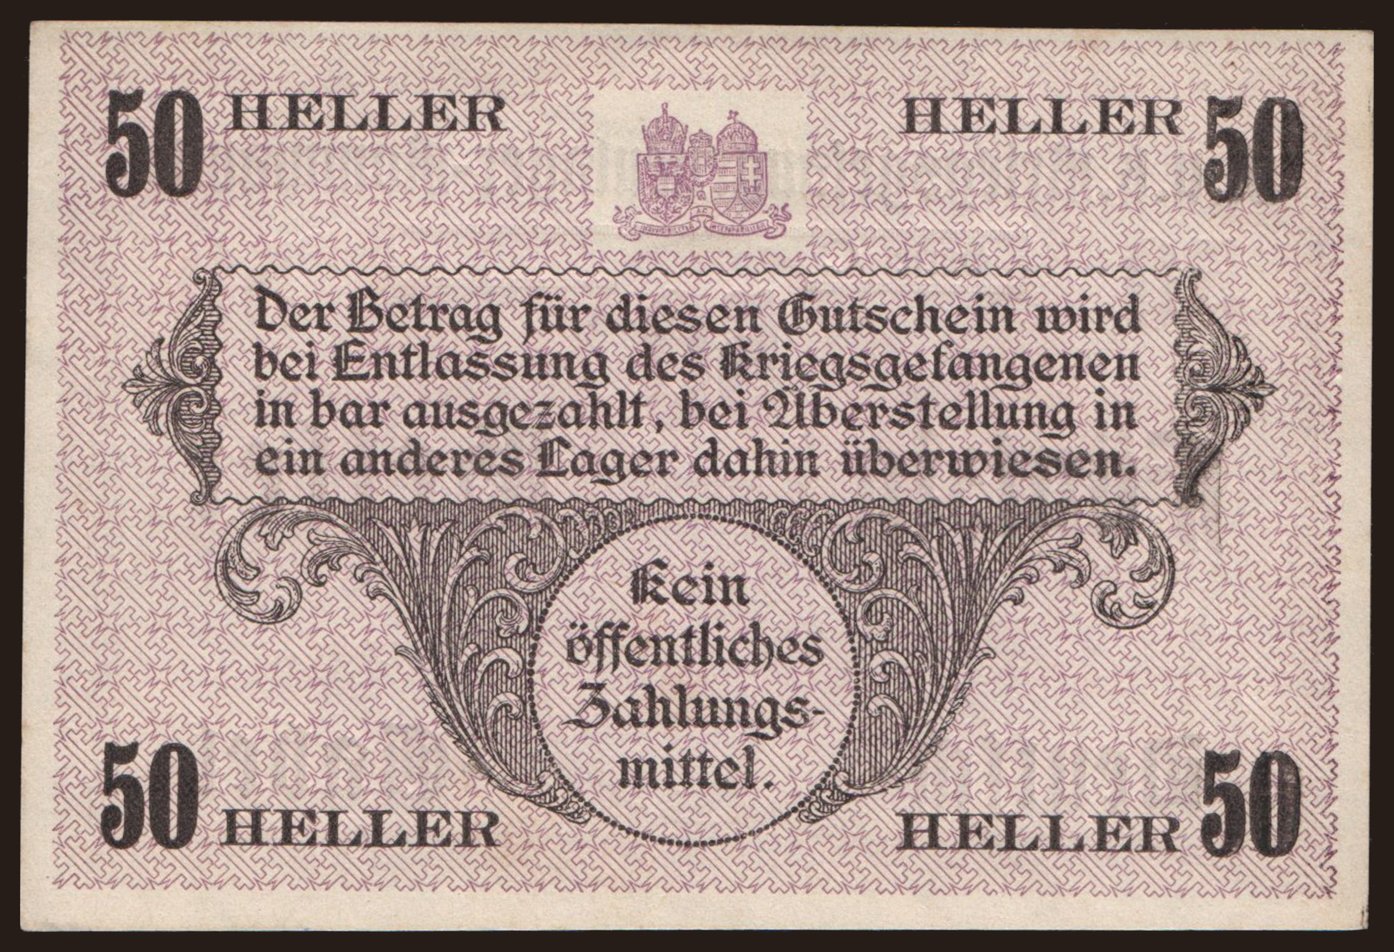 50 HELLER HELLER 50
Der Betrag für diesen Gutschein wird
bei Entlassung des Kriegsgefangenen
in bar ausgezahlt, bei Überstellung in
ein anderes Lager dahin überwiesen.
Kein
öffentliches
Zahlungs-
mittel.
50 HELLER HELLER 50